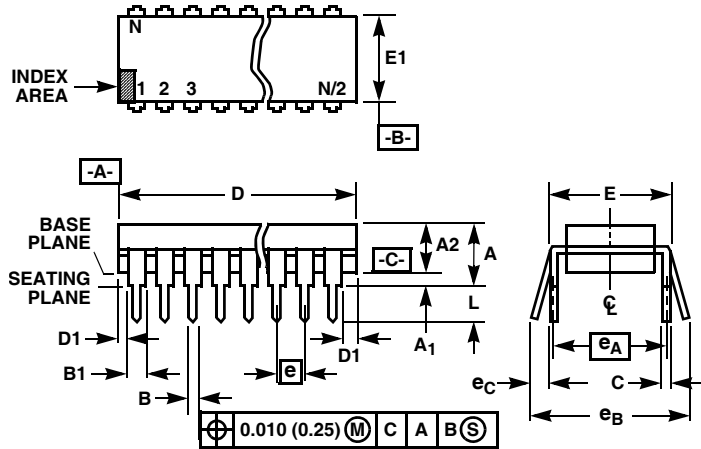 N
E1
INDEX
AREA
1 2 3 N/2
-B-
-A-
D
E
BASE
PLANE
A2
A
-C-
SEATING
PLANE
L
C
L
D1
A1
D1
eA
B1
e
eC
C
B
eB
0.010 (0.25) M C A B S